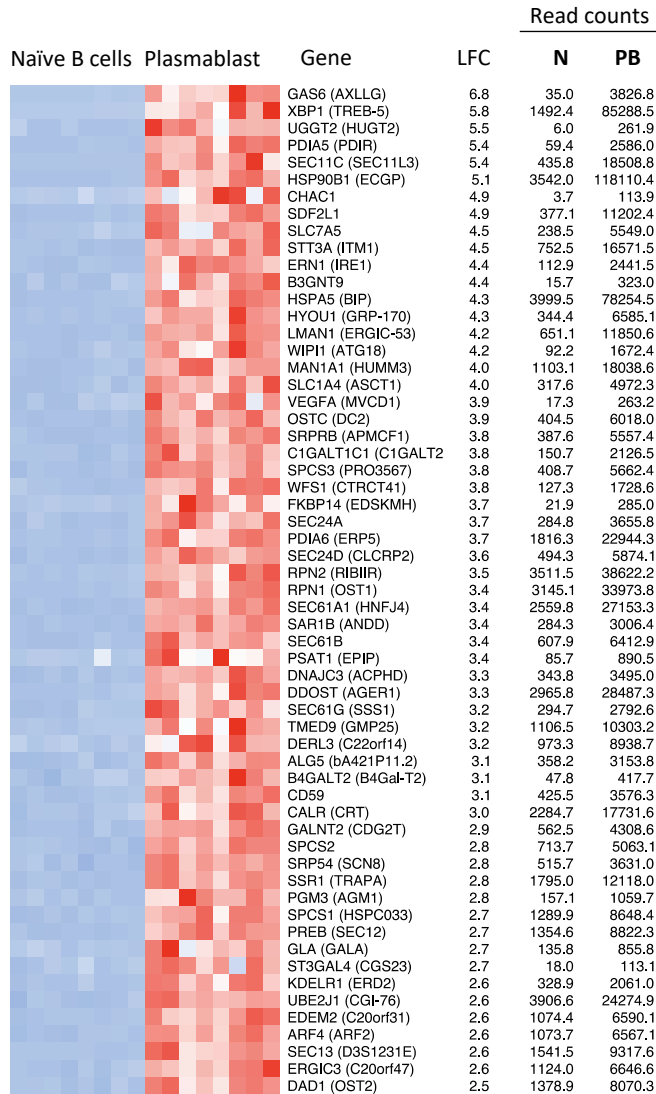 Read counts
Naïve B cells Plasmablast Gene LFC N PB
GAS6 (AXLLG) 6.8 35.0 3826.8
XBP1 (TREB-5) 5.8 1492.4 85288.5
UGGT2 (HUGT2) 5.5 6.0 261.9
PDIA5 (PDIR) 5.4 59.4 2586.0
SEC11C (SEC11L3) 5.4 435.8 18508.8
HSP90B1 (ECGP) 5.1 3542.0 118110.4
CHAC1 4.9 3.7 113.9
SDF2L1 4.9 377.1 11202.4
SLC7A5 4.5 238.5 5549.0
STT3A (ITM1) 4.5 752.5 16571.5
ERN1 (IRE1) 4.4 112.9 2441.5
B3GNT9 4.4 15.7 323.0
HSPA5 (BIP) 4.3 3999.5 78254.5
HYOU1 (GRP-170) 4.3 344.4 6585.1
LMAN1 (ERGIC-53) 4.2 651.1 11850.6
WIPI1 (ATG18) 4.2 92.2 1672.4
MAN1A1 (HUMM3) 4.0 1103.1 18038.6
SLC1A4 (ASCT1) 4.0 317.6 4972.3
VEGFA (MVCD1) 3.9 17.3 263.2
OSTC (DC2) 3.9 404.5 6018.0
SRPRB (APMCF1) 3.8 387.6 5557.4
C1GALT1C1 (C1GALT2 3.8 150.7 2126.5
SPCS3 (PRO3567) 3.8 408.7 5662.4
WFS1 (CTRCT41) 3.8 127.3 1728.6
FKBP14 (EDSKMH) 3.7 21.9 285.0
SEC24A 3.7 284.8 3655.8
PDIA6 (ERP5) 3.7 1816.3 22944.3
SEC24D (CLCRP2) 3.6 494.3 5874.1
RPN2 (RIBIIR) 3.5 3511.5 38622.2
RPN1 (OST1) 3.4 3145.1 33973.8
SEC61A1 (HNFJ4) 3.4 2559.8 27153.3
SAR1B (ANDD) 3.4 284.3 3006.4
SEC61B 3.4 607.9 6412.9
PSAT1 (EPIP) 3.4 85.7 890.5
DNAJC3 (ACPHD) 3.3 343.8 3495.0
DDOST (AGER1) 3.3 2965.8 28487.3
SEC61G (SSS1) 3.2 294.7 2792.6
TMED9 (GMP25) 3.2 1106.5 10303.2
DERL3 (C22orf14) 3.2 973.3 8938.7
ALG5 (bA421P11.2) 3.1 358.2 3153.8
B4GALT2 (B4Gal-T2) 3.1 47.8 417.7
CD59 3.1 425.5 3576.3
CALR (CRT) 3.0 2284.7 17731.6
GALNT2 (CDG2T) 2.9 562.5 4308.6
SPCS2 2.8 713.7 5063.1
SRP54 (SCN8) 2.8 515.7 3631.0
SSR1 (TRAPA) 2.8 1795.0 12118.0
PGM3 (AGM1) 2.8 157.1 1059.7
SPCS1 (HSPC033) 2.7 1289.9 8648.4
PREB (SEC12) 2.7 1354.6 8822.3
GLA (GALA) 2.7 135.8 855.8
ST3GAL4 (CGS23) 2.7 18.0 113.1
KDELR1 (ERD2) 2.6 328.9 2061.0
UBE2J1 (CGI-76) 2.6 3906.6 24274.9
EDEM2 (C20orf31) 2.6 1074.4 6590.1
ARF4 (ARF2) 2.6 1073.7 6567.1
SEC13 (D3S1231E) 2.6 1541.5 9317.6
ERGIC3 (C20orf47) 2.6 1124.0 6646.6
DAD1 (OST2) 2.5 1378.9 8070.3